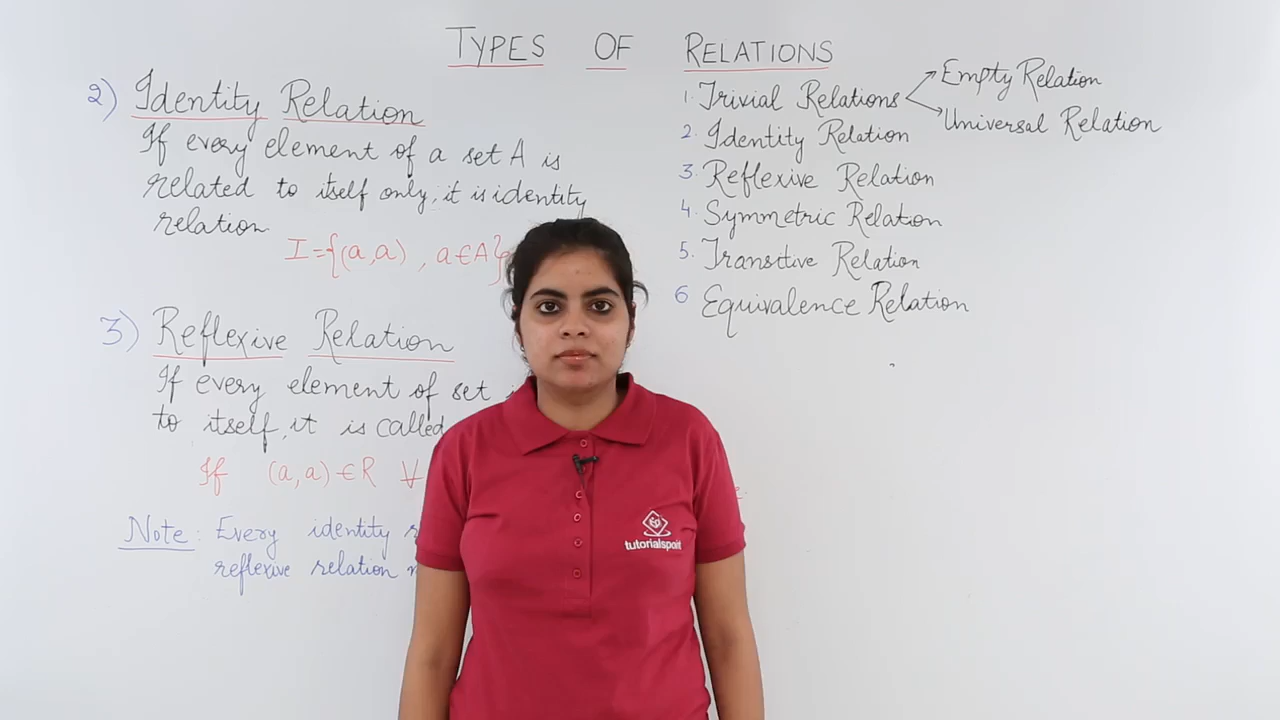 TYPES OF RELATIONS
2) Identity Relation
If every element of a set A is
related to itself only, it is identity
relation.
I={(a,a) , a∈A}
3) Reflexive Relation
If every element of set
to itself, it is called
If (a,a)∈R ∀
Note: Every identity
reflexive relation
1. Trivial Relations
Empty Relation
Universal Relation
2. Identity Relation
3. Reflexive Relation
4. Symmetric Relation
5. Transitive Relation
6 Equivalence Relation
tutorialspoint